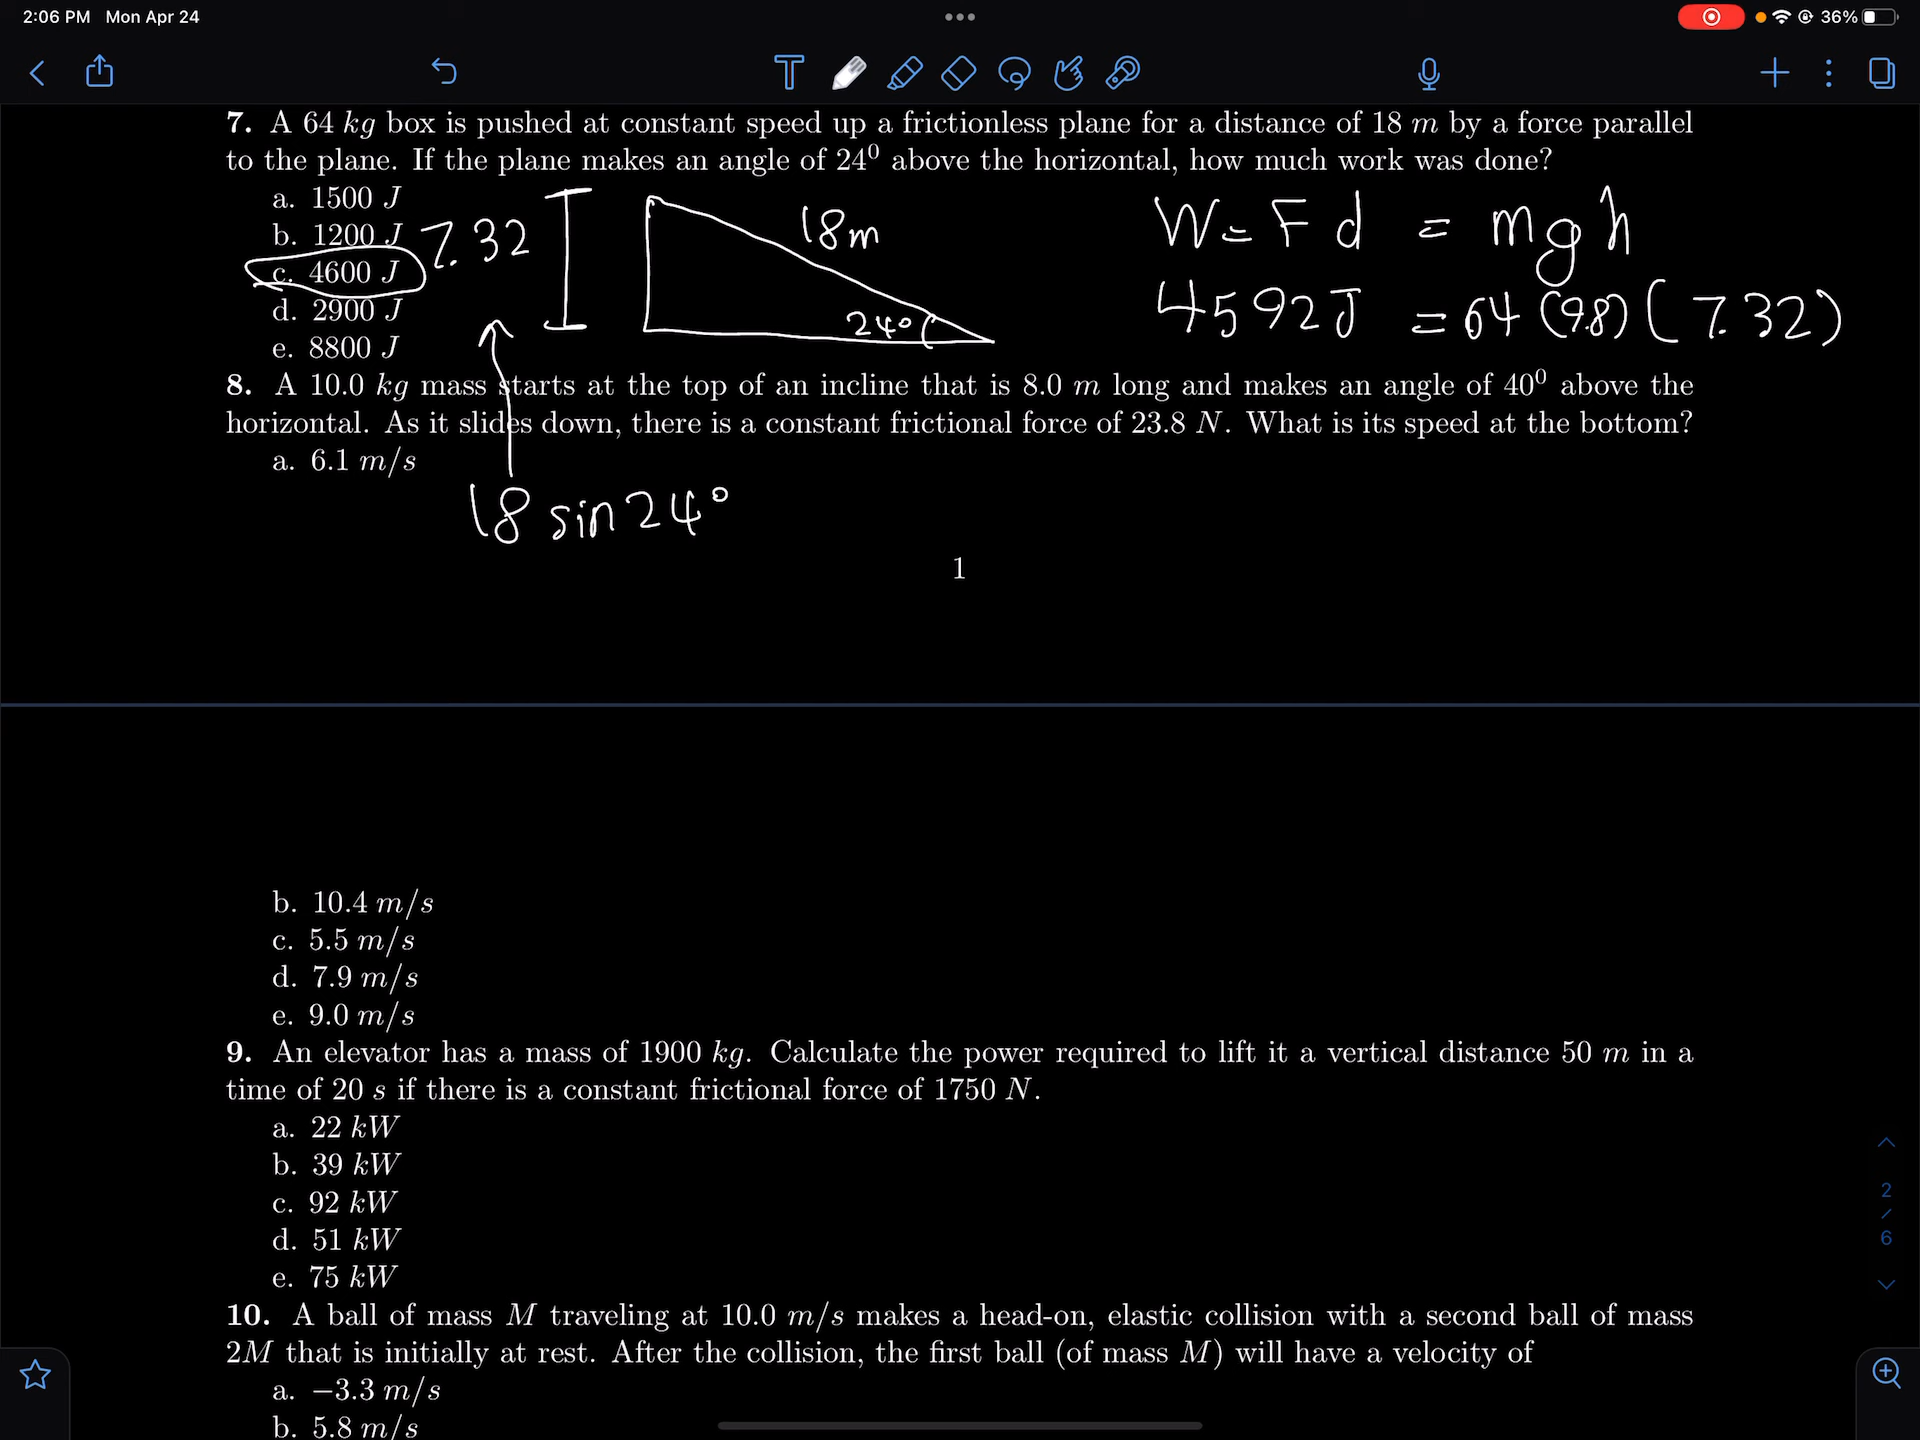 2:06 PM Mon Apr 24
36%
7. A 64 kg box is pushed at constant speed up a frictionless plane for a distance of 18 m by a force parallel
to the plane. If the plane makes an angle of 24⁰ above the horizontal, how much work was done?
a. 1500 J
b. 1200 J
c. 4600 J
d. 2900 J
e. 8800 J
7.32
18m
24°
W = Fd = mgh
4592J = 64 (9.8) (7.32)
8. A 10.0 kg mass starts at the top of an incline that is 8.0 m long and makes an angle of 40⁰ above the
horizontal. As it slides down, there is a constant frictional force of 23.8 N. What is its speed at the bottom?
a. 6.1 m/s
18 sin 24°
1
b. 10.4 m/s
c. 5.5 m/s
d. 7.9 m/s
e. 9.0 m/s
9. An elevator has a mass of 1900 kg. Calculate the power required to lift it a vertical distance 50 m in a
time of 20 s if there is a constant frictional force of 1750 N.
a. 22 kW
b. 39 kW
c. 92 kW
d. 51 kW
e. 75 kW
2
/
6
10. A ball of mass M traveling at 10.0 m/s makes a head-on, elastic collision with a second ball of mass
2M that is initially at rest. After the collision, the first ball (of mass M) will have a velocity of
a. −3.3 m/s
b. 5.8 m/s